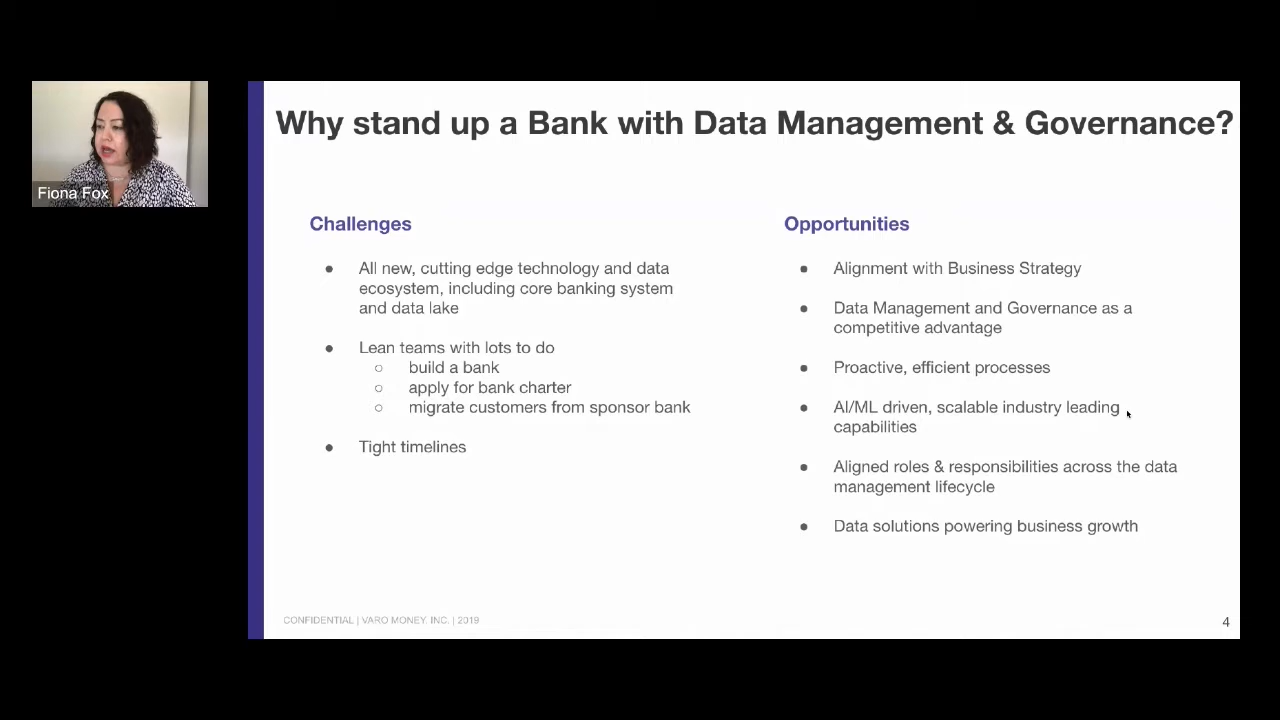 Fiona Fox
Why stand up a Bank with Data Management & Governance?
Challenges
● All new, cutting edge technology and data
ecosystem, including core banking system
and data lake
● Lean teams with lots to do
○ build a bank
○ apply for bank charter
○ migrate customers from sponsor bank
● Tight timelines
Opportunities
● Alignment with Business Strategy
● Data Management and Governance as a
competitive advantage
● Proactive, efficient processes
● AI/ML driven, scalable industry leading
capabilities
● Aligned roles & responsibilities across the data
management lifecycle
● Data solutions powering business growth
CONFIDENTIAL | VARO MONEY. INC. | 2019
4